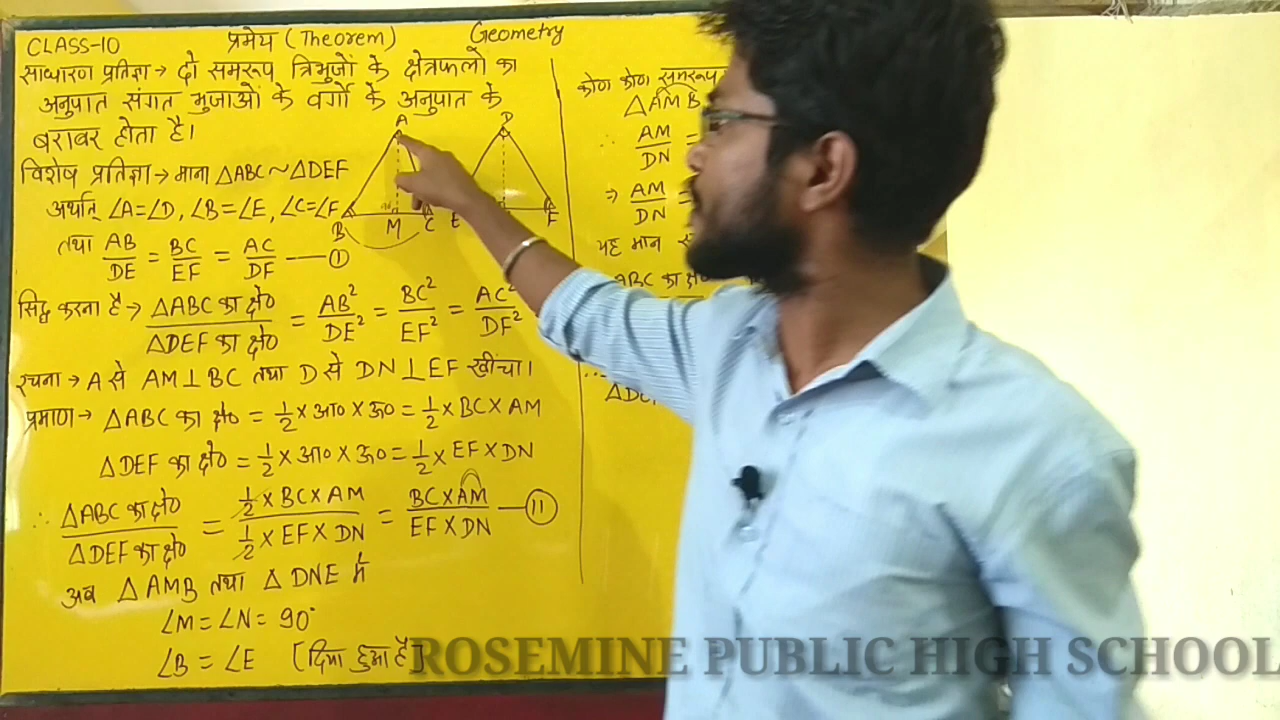 CLASS-10 प्रमेय (Theorem) Geometry
साधारण प्रतिज्ञा → दो समरूप त्रिभुजों के क्षेत्रफलों का
अनुपात संगत भुजाओं के वर्गों के अनुपात के
बराबर होता है।
विशेष प्रतिज्ञा → माना △ABC ~ △DEF
अर्थात् ∠A=∠D, ∠B=∠E, ∠C=∠F
तथा AB/DE = BC/EF = AC/DF —— ①
सिद्ध करना है → △ABC का क्षे०/△DEF का क्षे० = AB²/DE² = BC²/EF² = AC²/DF²
रचना → A से AM⊥BC तथा D से DN⊥EF खींचा।
प्रमाण → △ABC का क्षे० = 1/2 × आ० × ऊ० = 1/2 × BC × AM
△DEF का क्षे० = 1/2 × आ० × ऊ० = 1/2 × EF × DN
∴ △ABC का क्षे०/△DEF का क्षे० = 1/2 × BC × AM / 1/2 × EF × DN = BC × AM / EF × DN —— ⑪
अब △AMB तथा △DNE में
∠M = ∠N = 90°
∠B = ∠E [दिया हुआ है]
A
B M C
D
E F
कोण कोण समरूप
△AMB
∴ AM/DN =
⇒ AM/DN =
यह मान
ABC का क्षे०
∴
ROSEMINE PUBLIC HIGH SCHOOL